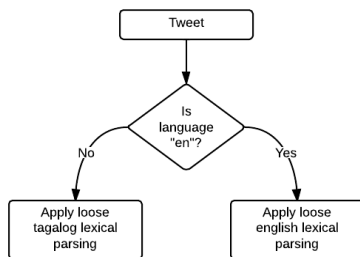 Tweet
Is
language
"en"?
No
Yes
Apply loose
tagalog lexical
parsing
Apply loose
english lexical
parsing